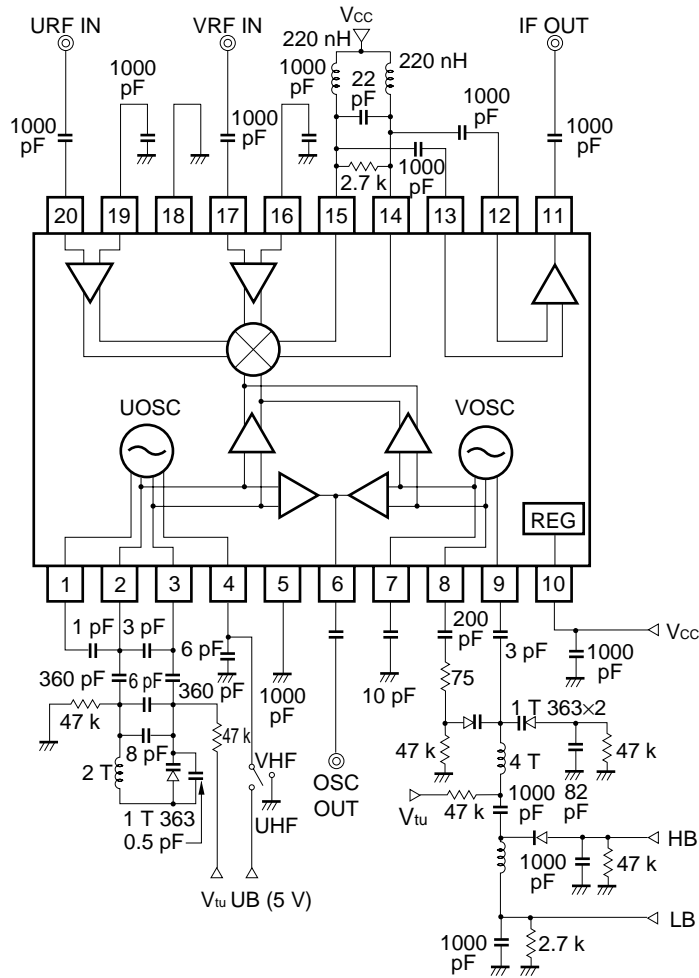 URF IN
VRF IN
VCC
IF OUT
220 nH
220 nH
1000
pF
1000
pF
22
pF
1000
pF
1000
pF
1000
pF
1000
pF
1000
pF
2.7 k
20
19
18
17
16
15
14
13
12
11
UOSC
VOSC
REG
1
2
3
4
5
6
7
8
9
10
1 pF
3 pF
6 pF
200
pF
3 pF
VCC
1000
pF
360 pF
6 pF
360 pF
1000
pF
10 pF
75
1 T 363×2
47 k
8 pF
47 k
VHF
47 k
47 k
2 T
OSC
OUT
4 T
82
pF
1 T 363
0.5 pF
UHF
Vtu
47 k
1000
pF
HB
1000
pF
47 k
Vtu UB (5 V)
LB
1000
pF
2.7 k